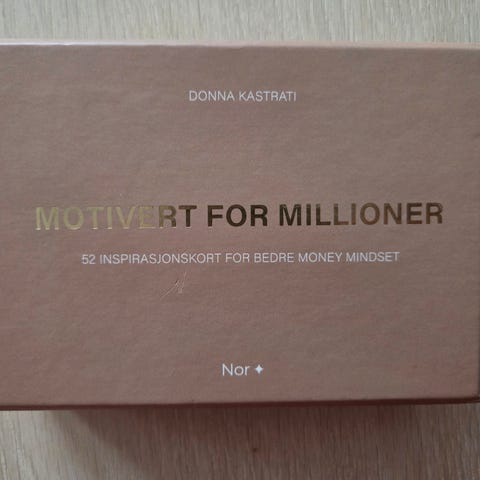 DONNA KASTRATI
MOTIVERT FOR MILLIONER
52 INSPIRASJONSKORT FOR BEDRE MONEY MINDSET
Nor